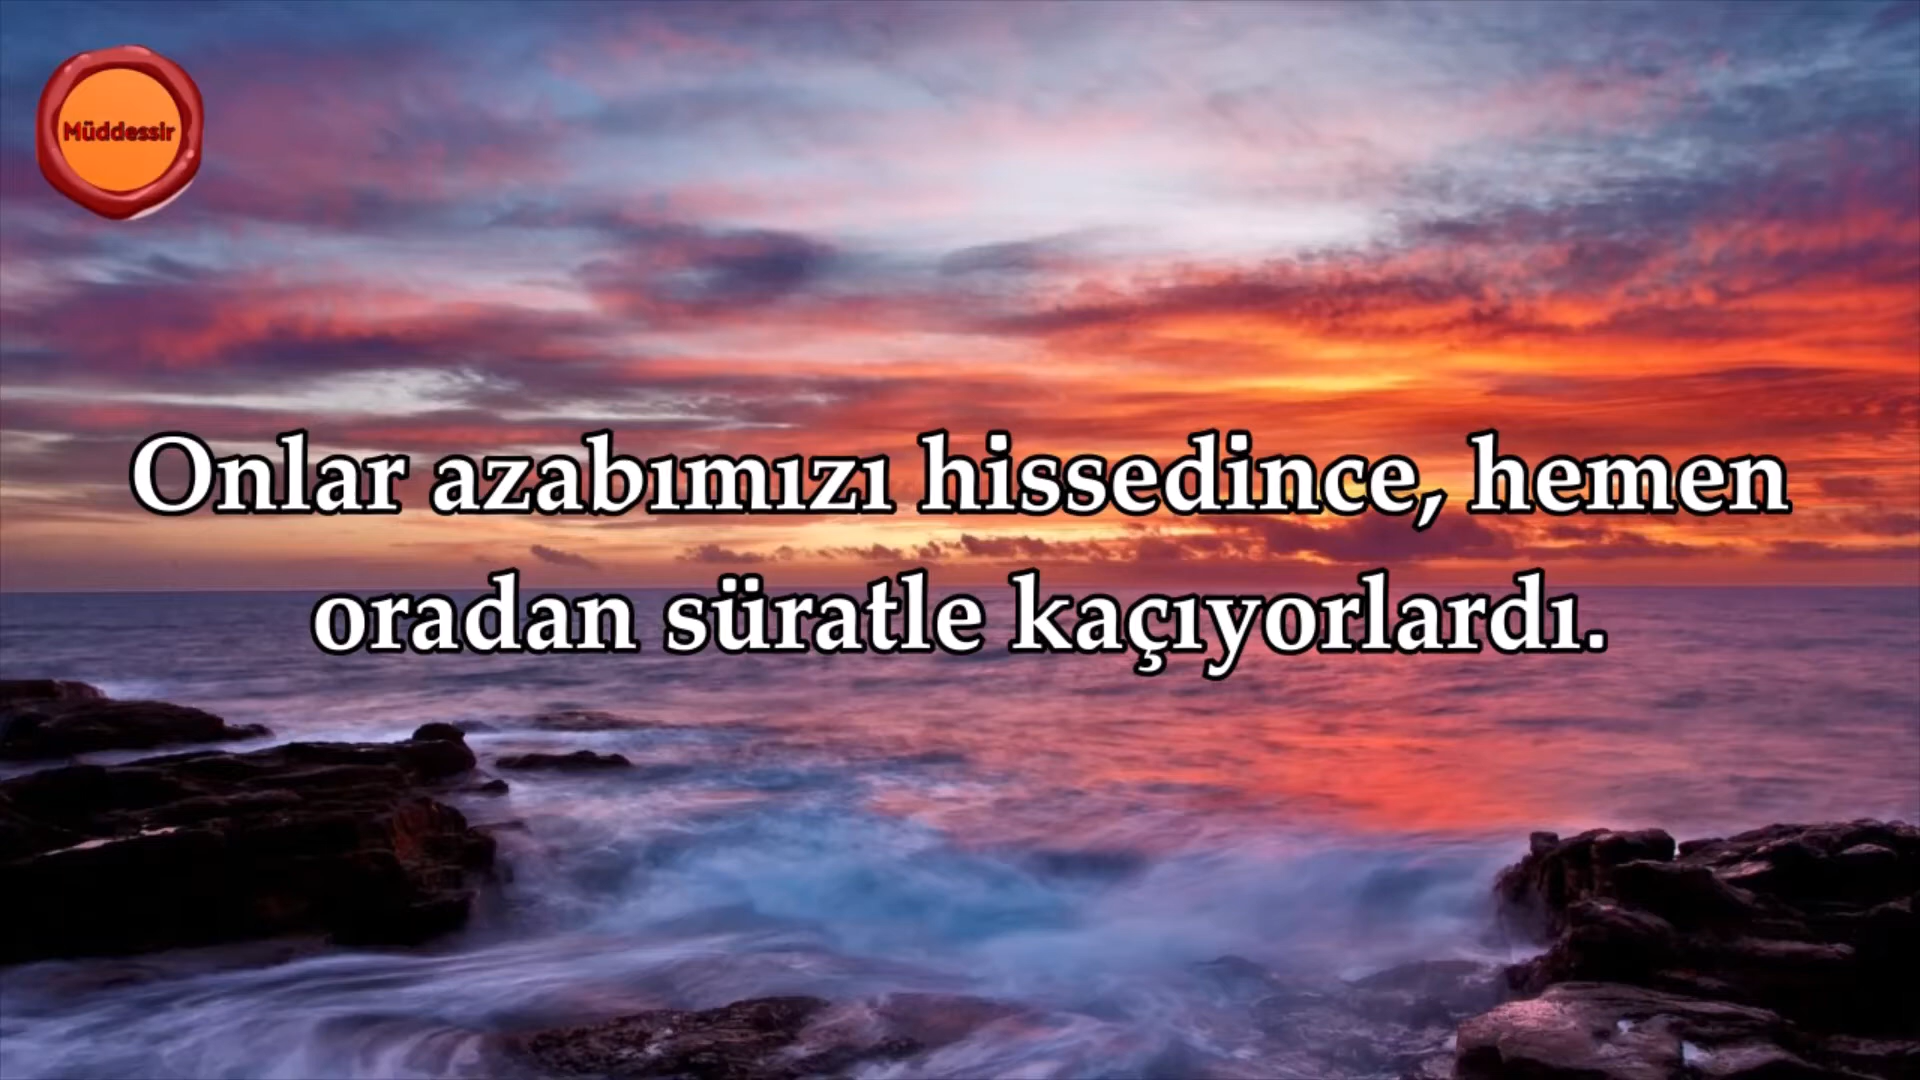 Müddessir
Onlar azabımızı hissedince, hemen
oradan süratle kaçıyorlardı.